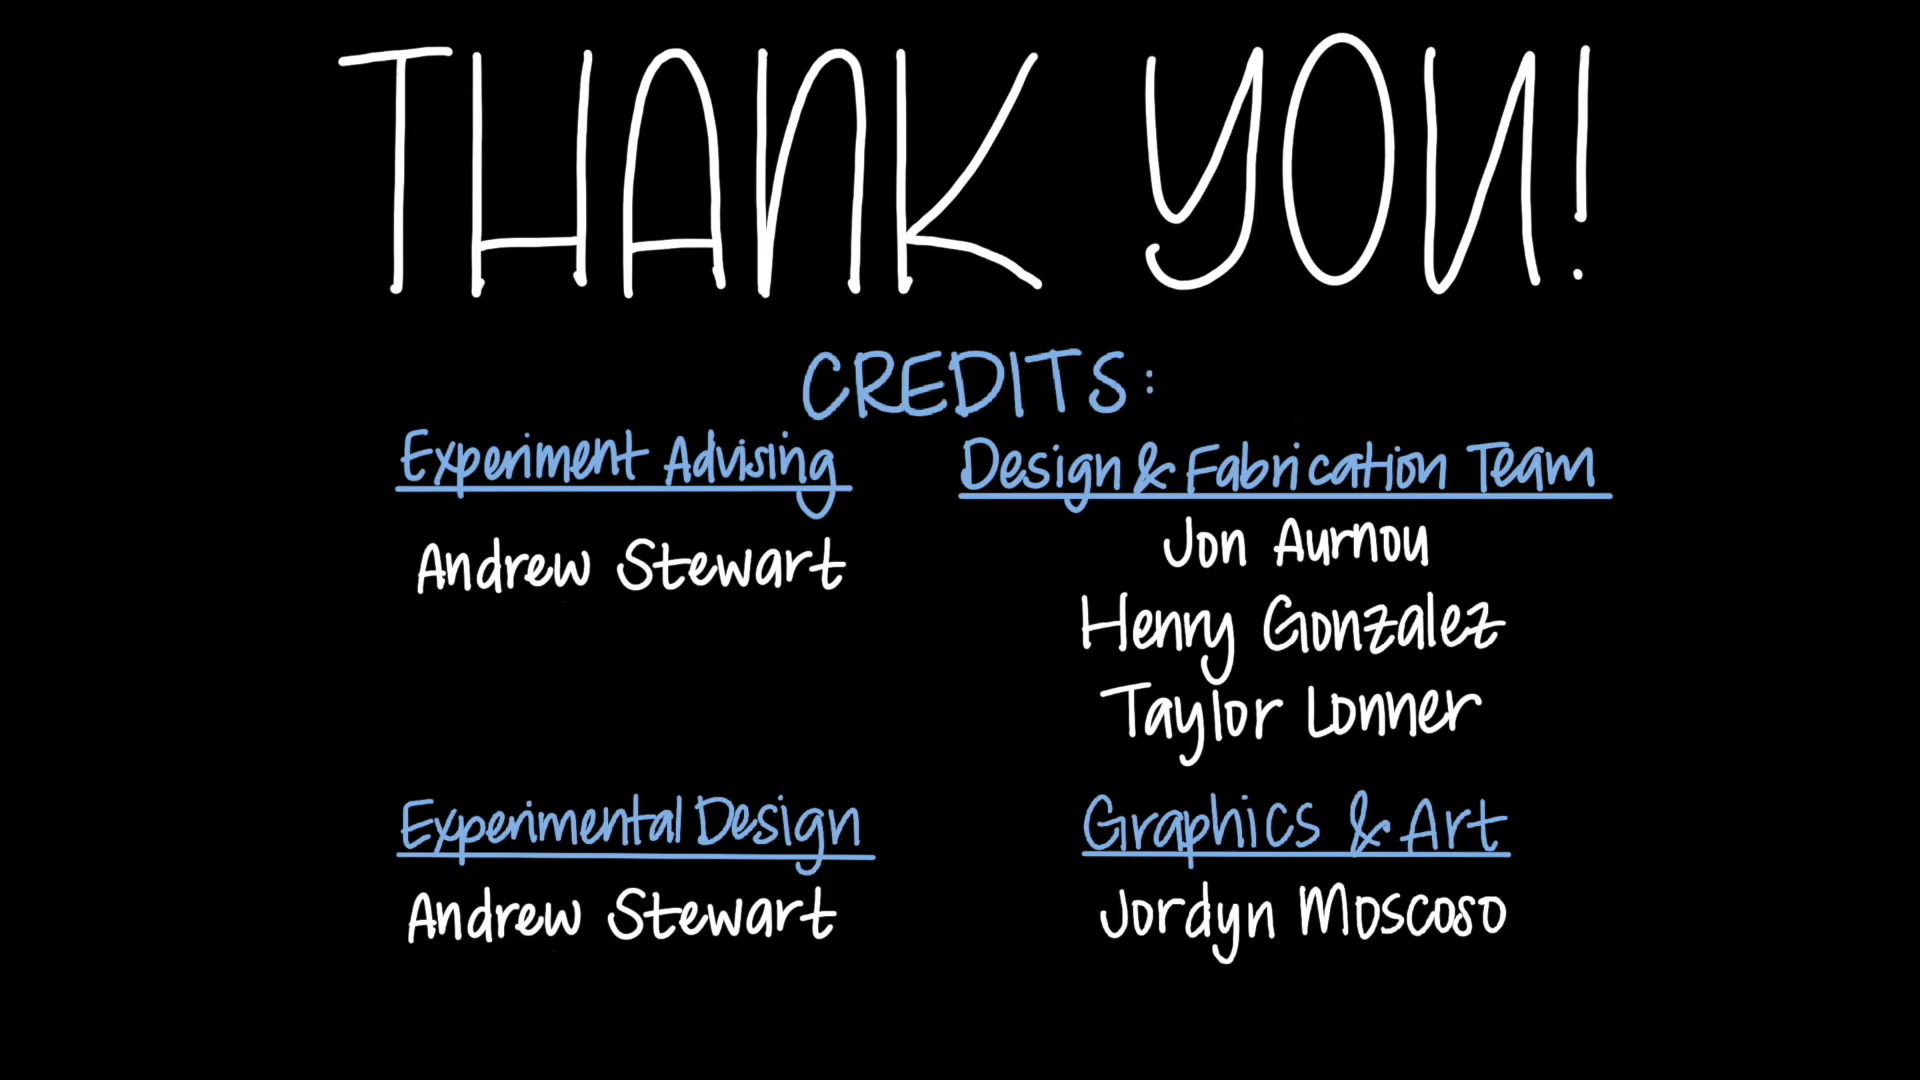 THANK YOU!
CREDITS:
Experiment Advising
Andrew Stewart
Design & Fabrication Team
Jon Aurnou
Henry Gonzalez
Taylor Lonner
Experimental Design
Andrew Stewart
Graphics & Art
Jordyn Moscoso